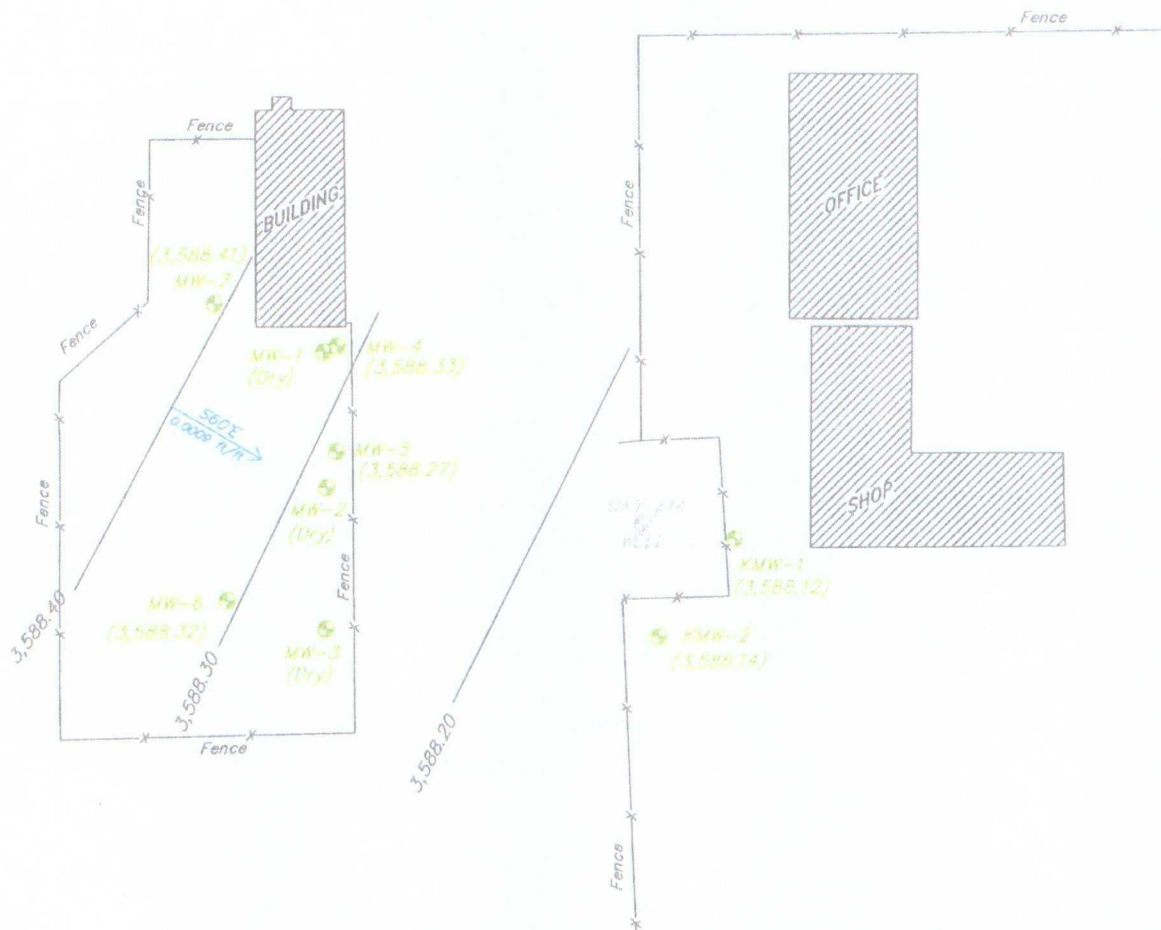 Fence
Fence
BUILDING
OFFICE
Fence
Fence
(3,588.41)
Fence
MW-7
MW-1
(Dry)
MW-4
(3,588.33)
S60E
0.0009 ft/ft
MW-5
(3,588.27)
MW-2
(Dry)
Fence
SHOP
WELL
KMW-1
(3,588.12)
Fence
MW-6
(3,588.32)
MW-3
(Dry)
KMW-2
(3,588.14)
3,588.40
3,588.30
3,588.20
Fence
Fence